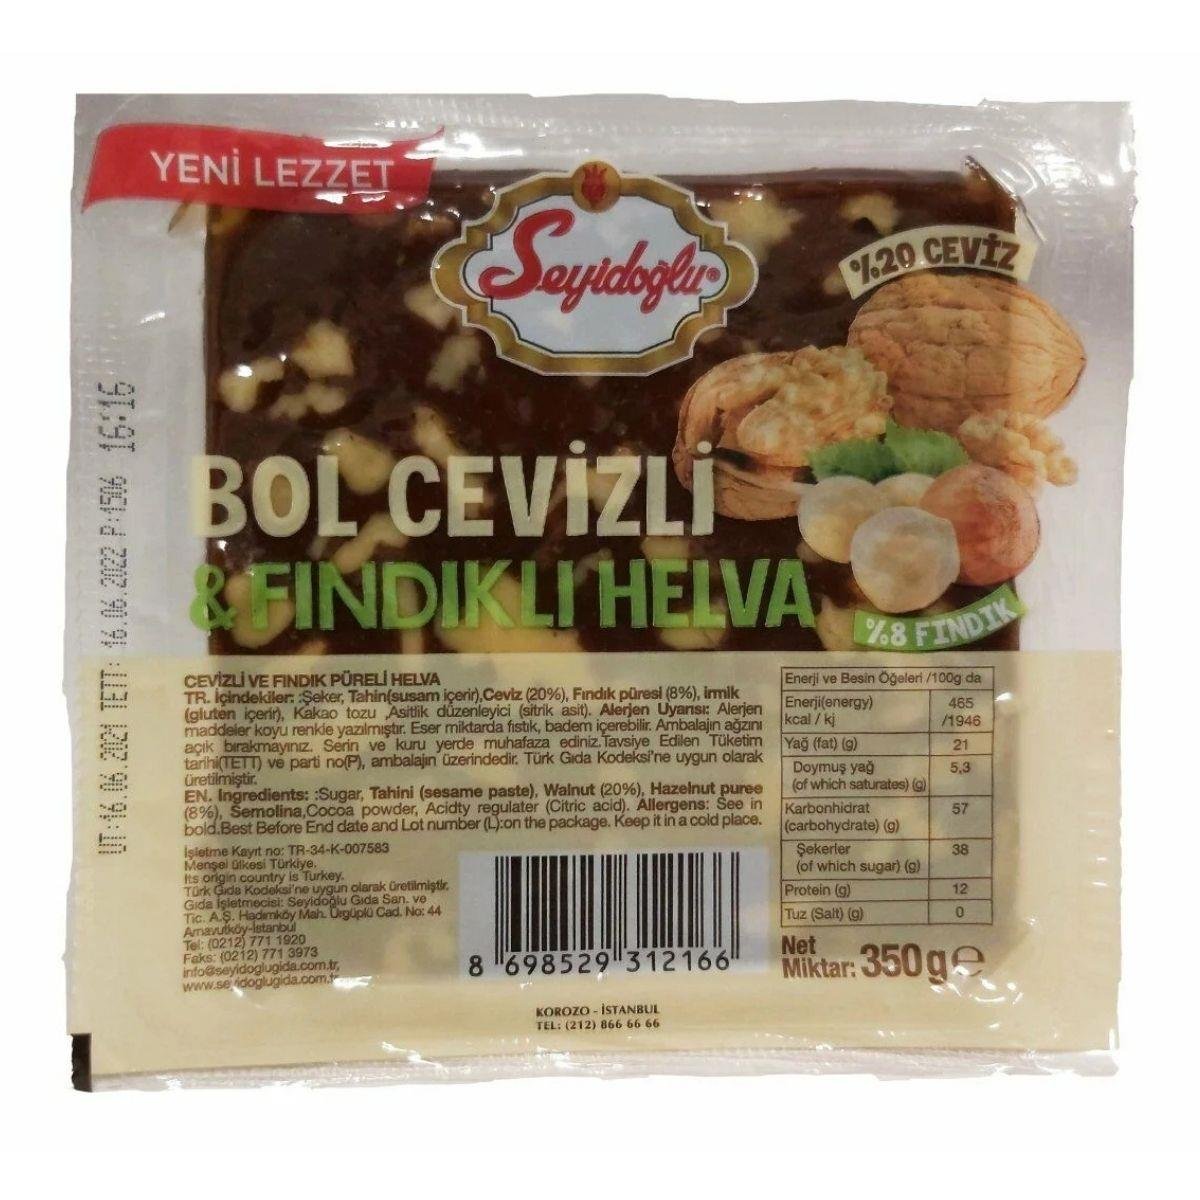 YENİ LEZZET
Seyidoğlu
%20 CEVİZ
BOL CEVİZLİ
& FINDIKLI HELVA
%8 FINDIK
ÜT: 16.06.2021 TETT: 16.06.2022 P:1506 16:16
CEVİZLİ VE FINDIK PÜRELİ HELVA
TR. İçindekiler: :Şeker, Tahin(susam içerir),Ceviz (20%), Fındık püresi (8%), irmik
(gluten içerir), Kakao tozu ,Asitlik düzenleyici (sitrik asit). Alerjen Uyarısı: Alerjen
maddeler koyu renkle yazılmıştır. Eser miktarda fıstık, badem içerebilir. Ambalajın ağzını
açık bırakmayınız. Serin ve kuru yerde muhafaza ediniz.Tavsiye Edilen Tüketim
tarihi(TETT) ve parti no(P), ambalajın üzerindedir. Türk Gıda Kodeksi'ne uygun olarak
üretilmiştir.
EN. Ingredients: :Sugar, Tahini (sesame paste), Walnut (20%), Hazelnut puree
(8%), Semolina,Cocoa powder, Acidty regulater (Citric acid). Allergens: See in
bold.Best Before End date and Lot number (L):on the package. Keep it in a cold place.
İşletme Kayıt no: TR-34-K-007583
Menşei ülkesi Türkiye.
Its origin country is Turkey.
Türk Gıda Kodeksi'ne uygun olarak üretilmiştir.
Gıda İşletmecisi: Seyidoğlu Gıda San. ve
Tic. A.Ş. Hadımköy Mah. Ürgüplü Cad. No: 44
Arnavutköy-İstanbul
Tel: (0212) 771 1920
Faks: (0212) 771 3973
info@seyidoglugida.com.tr,
www.seyidoglugida.com.tr
8 698529 312166
Enerji ve Besin Öğeleri /100g da
Enerji(energy) 465
kcal / kj /1946
Yağ (fat) (g) 21
Doymuş yağ 5,3
(of which saturates) (g)
Karbonhidrat 57
(carbohydrate) (g)
Şekerler 38
(of which sugar) (g)
Protein (g) 12
Tuz (Salt) (g) 0
Net
Miktar: 350g e
KOROZO - İSTANBUL
TEL: (212) 866 66 66